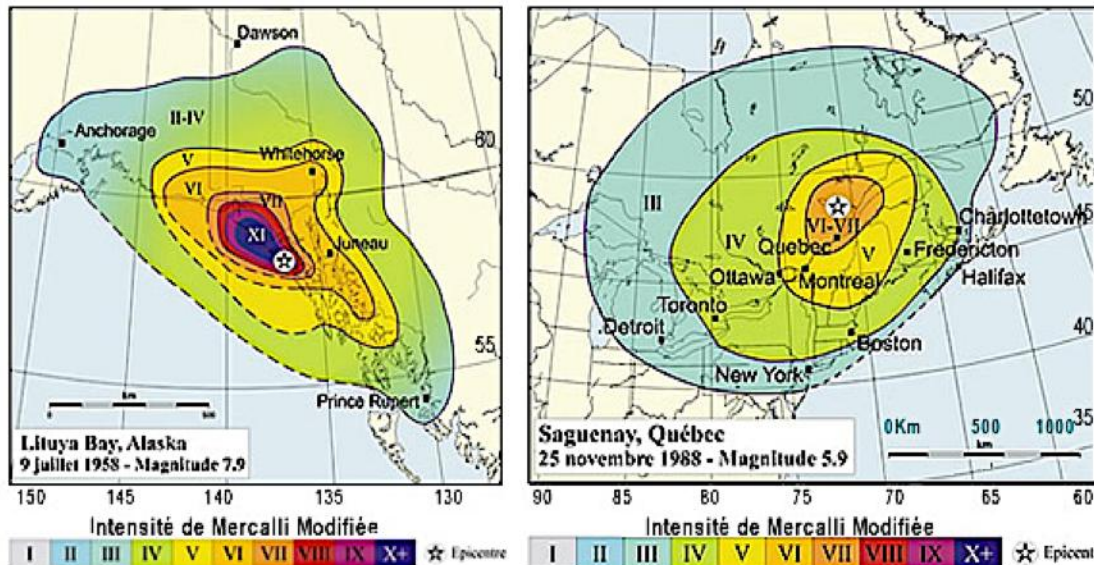 Dawson
Anchorage
II-IV
60
V
Whitehorse
VI
VII
XI
Juneau
55
Prince Rupert
km
500
Lituya Bay, Alaska
9 juillet 1958 - Magnitude 7.9
150 145 140 135 130
Intensité de Mercalli Modifiée
I II III IV V VI VII VIII IX X+ Epicentre
50
45
III
Charlottetown
VI-VII
IV
Quebec
V
Fredericton
Ottawa
Montreal
Halifax
Toronto
Detroit
40
Boston
New York
35
0Km 500 1000
km
Saguenay, Québec
25 novembre 1988 - Magnitude 5.9
90 85 80 75 70 65 60
Intensité de Mercalli Modifiée
I II III IV V VI VII VIII IX X+ Epicent